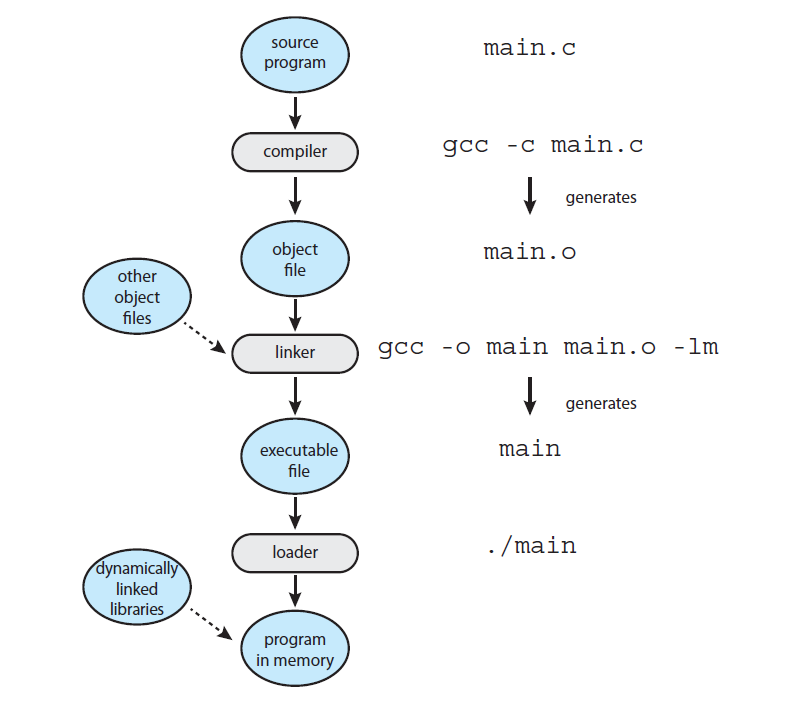 source
program
main.c
compiler
gcc -c main.c
generates
object
file
main.o
other
object
files
linker
gcc -o main main.o -lm
generates
executable
file
main
loader
./main
dynamically
linked
libraries
program
in memory